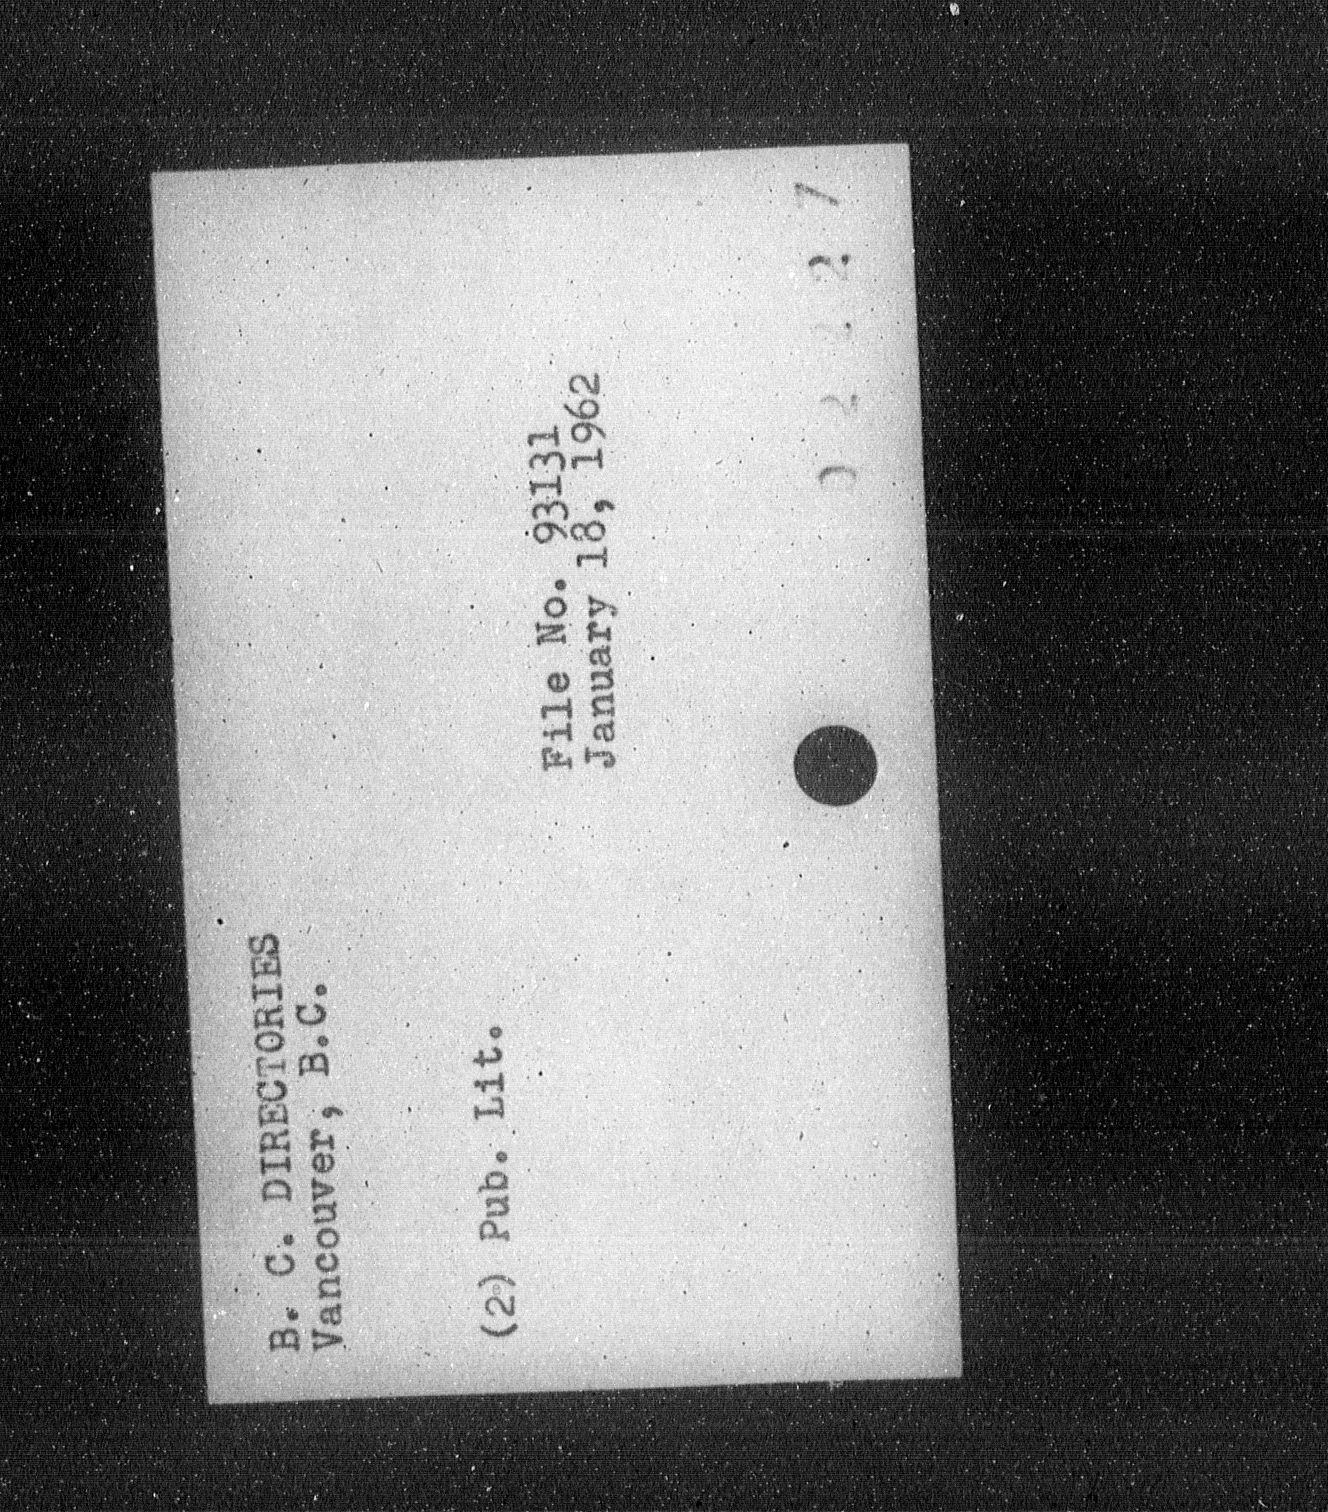 B. C. DIRECTORIES
Vancouver, B.C.
(2) Pub. Lit.
File No. 93131
January 18, 1962